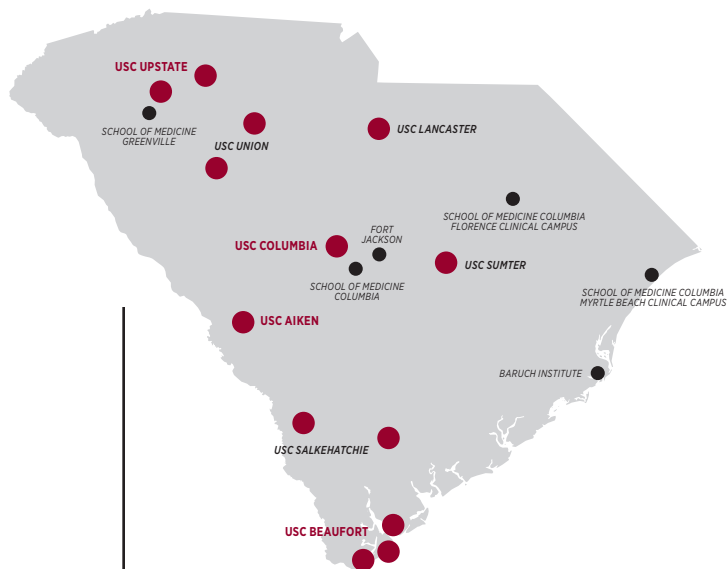 USC UPSTATE
SCHOOL OF MEDICINE
GREENVILLE
USC UNION
USC LANCASTER
SCHOOL OF MEDICINE COLUMBIA
FLORENCE CLINICAL CAMPUS
FORT
JACKSON
USC COLUMBIA
USC SUMTER
SCHOOL OF MEDICINE
COLUMBIA
SCHOOL OF MEDICINE COLUMBIA
MYRTLE BEACH CLINICAL CAMPUS
USC AIKEN
BARUCH INSTITUTE
USC SALKEHATCHIE
USC BEAUFORT